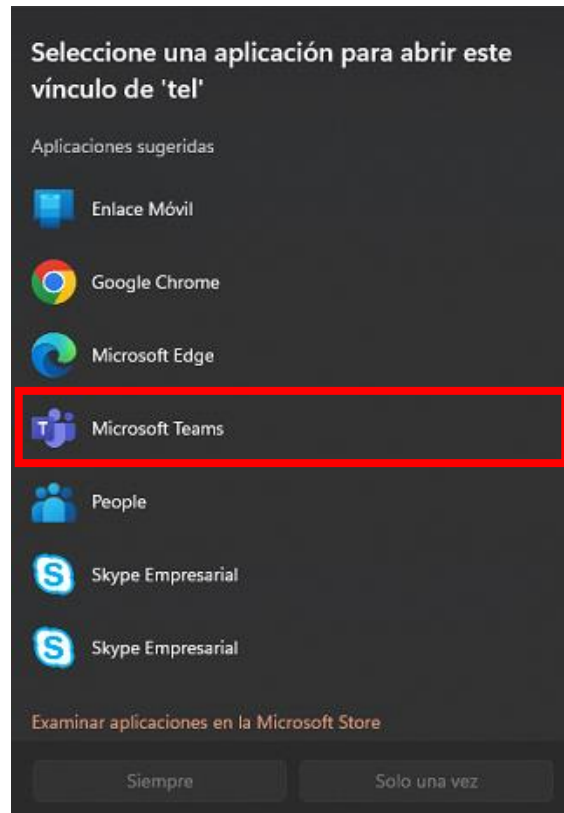 Seleccione una aplicación para abrir este
vínculo de 'tel'
Aplicaciones sugeridas
Enlace Móvil
Google Chrome
Microsoft Edge
T
Microsoft Teams
People
S
Skype Empresarial
S
Skype Empresarial
Examinar aplicaciones en la Microsoft Store
Siempre
Solo una vez